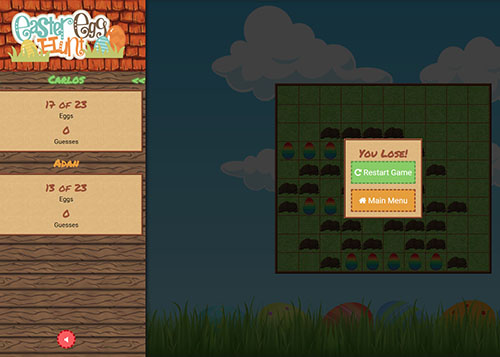 Easter Egg
Hunt
CARLOS <<
17 OF 23
Eggs
0
Guesses
ADAN
13 OF 23
Eggs
0
Guesses
YOU LOSE!
Restart Game
Main Menu